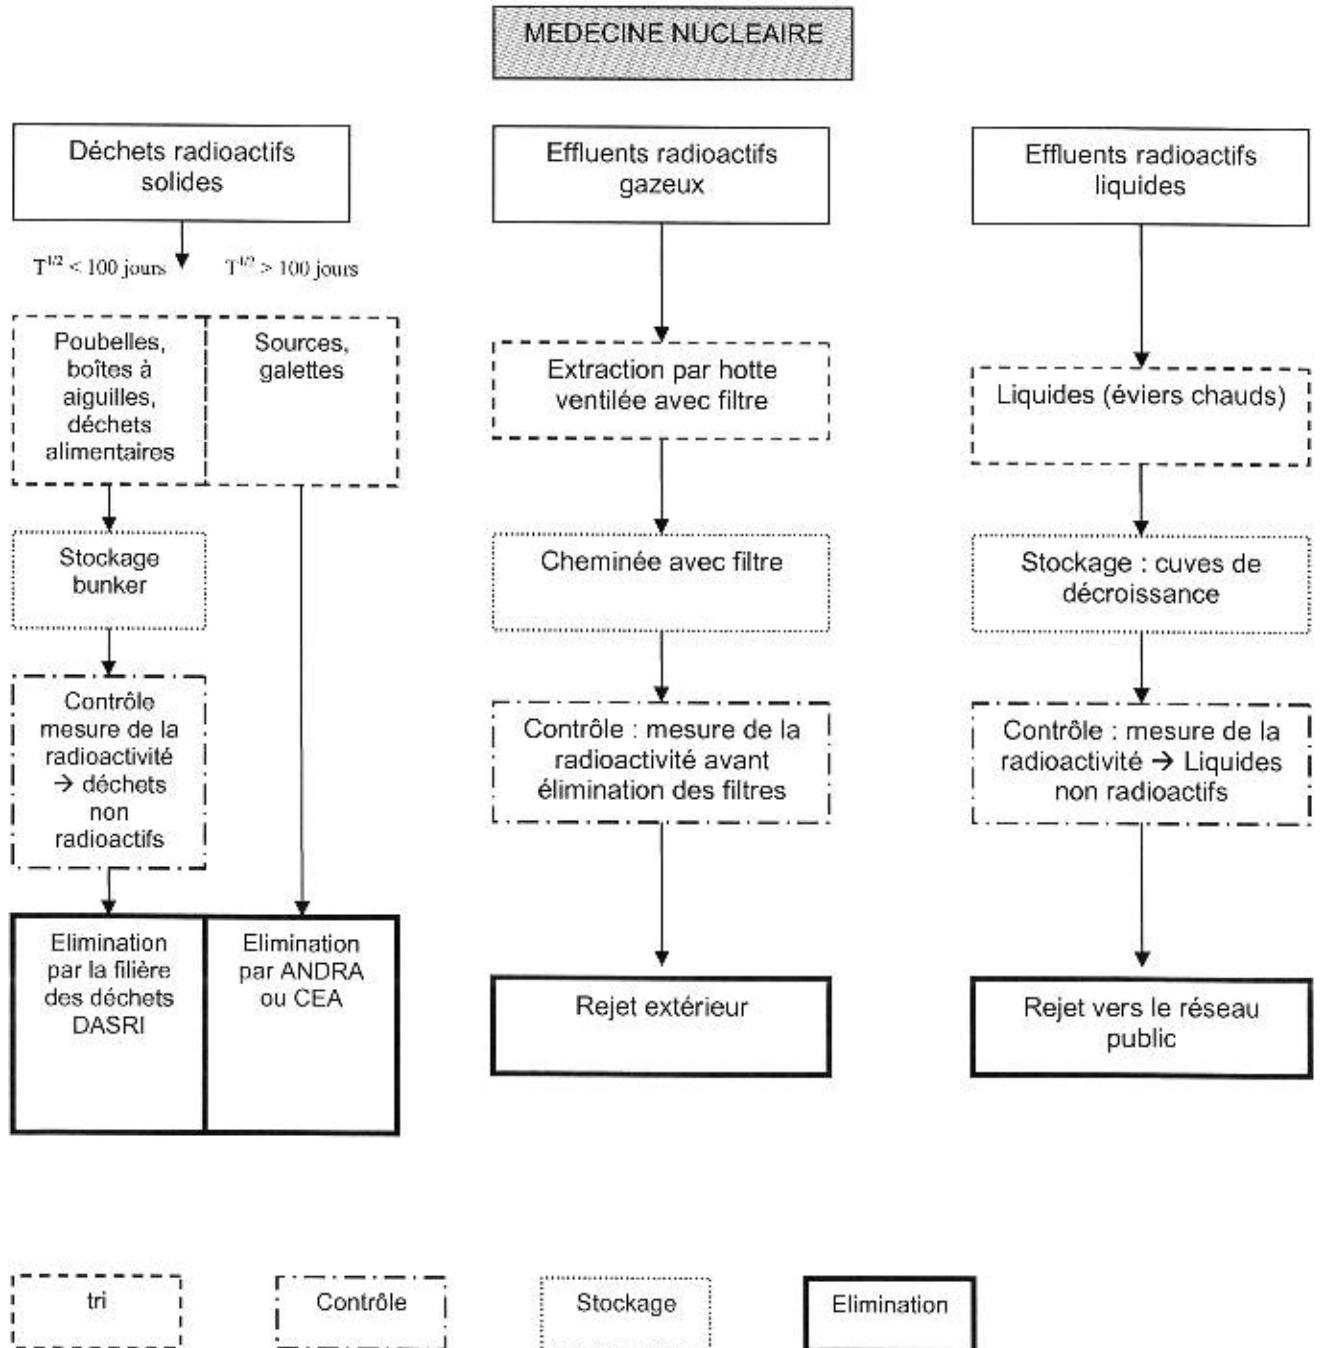 MEDECINE NUCLEAIRE
Déchets radioactifs
solides
T1/2 < 100 jours
T1/2 > 100 jours
Poubelles,
boîtes à
aiguilles,
déchets
alimentaires
Sources,
galettes
Stockage
bunker
Contrôle
mesure de la
radioactivité
→ déchets
non
radioactifs
Elimination
par la filière
des déchets
DASRI
Elimination
par ANDRA
ou CEA
Effluents radioactifs
gazeux
Extraction par hotte
ventilée avec filtre
Cheminée avec filtre
Contrôle : mesure de la
radioactivité avant
élimination des filtres
Rejet extérieur
Effluents radioactifs
liquides
Liquides (éviers chauds)
Stockage : cuves de
décroissance
Contrôle : mesure de la
radioactivité → Liquides
non radioactifs
Rejet vers le réseau
public
tri
Contrôle
Stockage
Elimination